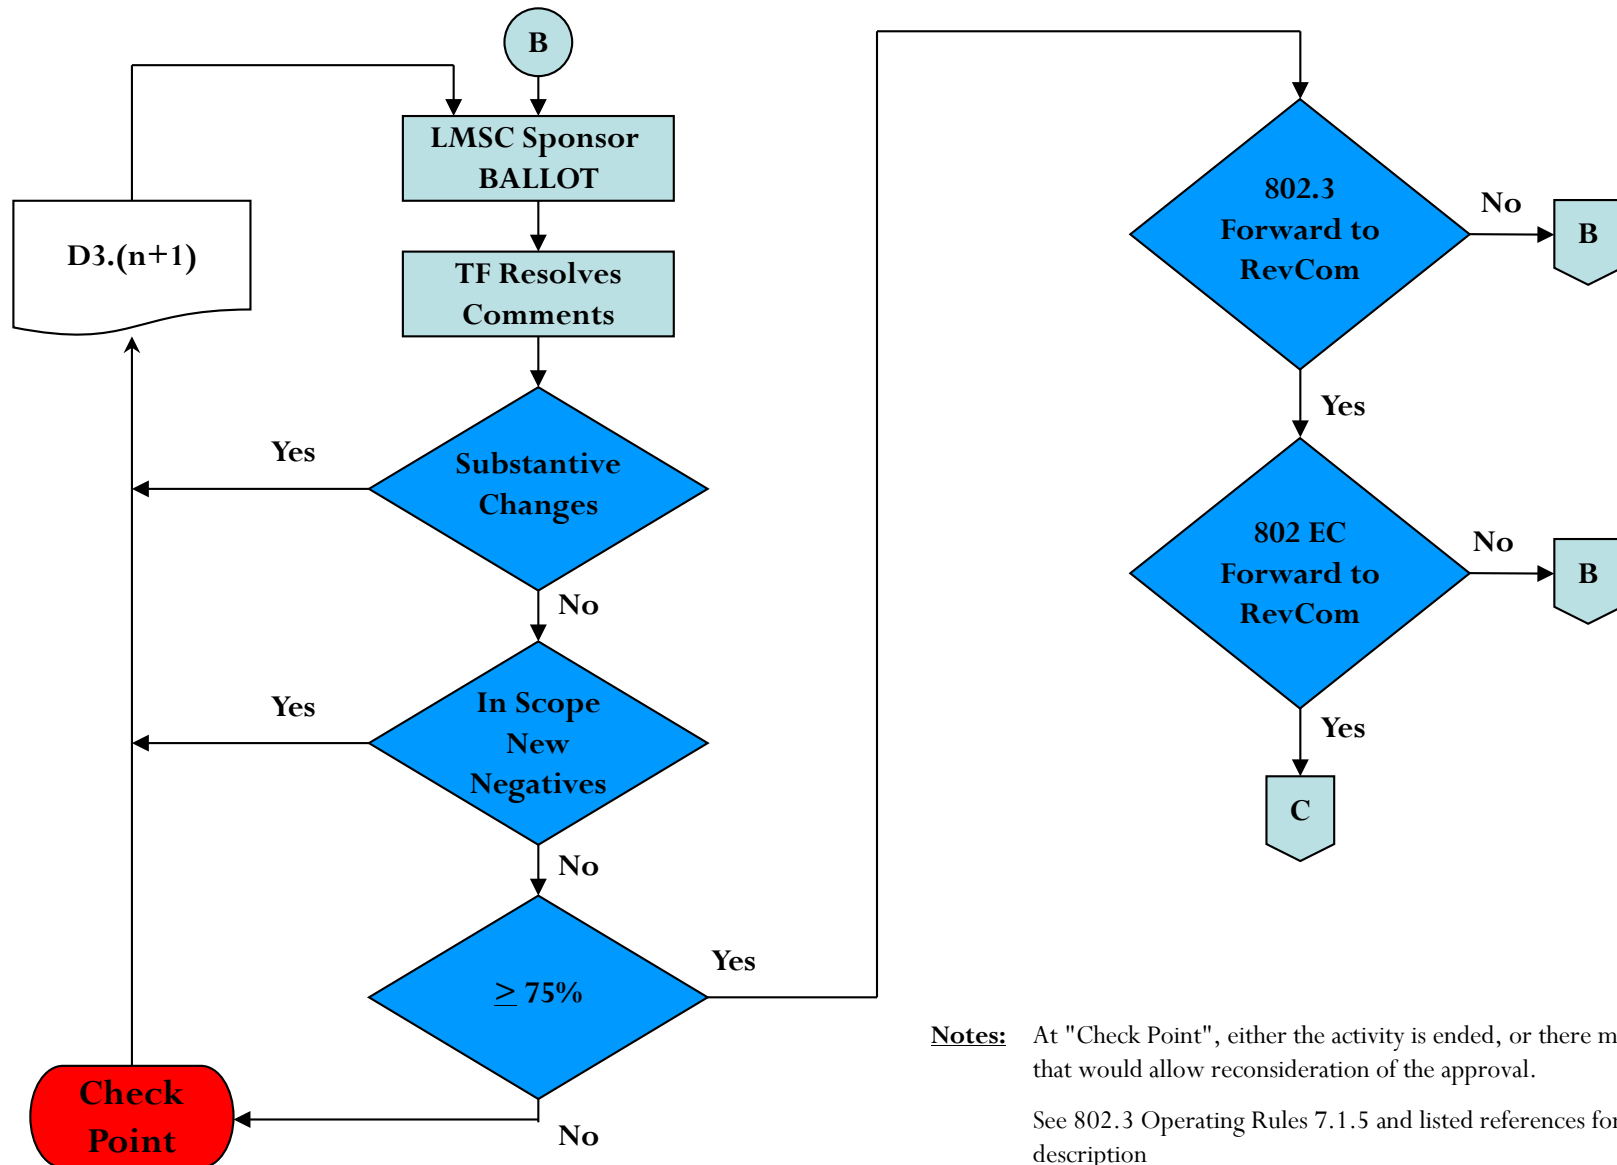 B
LMSC Sponsor
BALLOT
D3.(n+1)
TF Resolves
Comments
Substantive
Changes
Yes
No
In Scope
New
Negatives
Yes
No
≥ 75%
Yes
No
Check
Point
802.3
Forward to
RevCom
No
B
Yes
802 EC
Forward to
RevCom
No
B
Yes
C
Notes: At "Check Point", either the activity is ended, or there
that would allow reconsideration of the approval.
See 802.3 Operating Rules 7.1.5 and listed references for
description